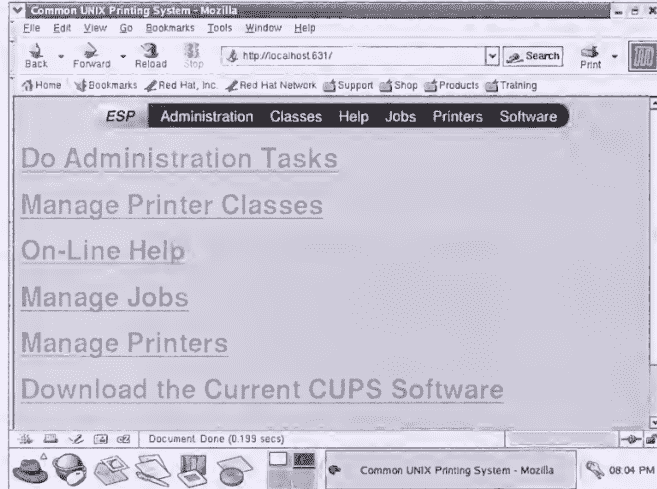 Common UNIX Printing System - Mozilla
File Edit View Go Bookmarks Tools Window Help
Back Forward Reload Stop http://localhost:631/ Search Print
Home Bookmarks Red Hat, Inc. Red Hat Network Support Shop Products Training
ESP Administration Classes Help Jobs Printers Software
Do Administration Tasks
Manage Printer Classes
On-Line Help
Manage Jobs
Manage Printers
Download the Current CUPS Software
Document Done (0.199 secs)
Common UNIX Printing System - Mozilla 08:04 PM